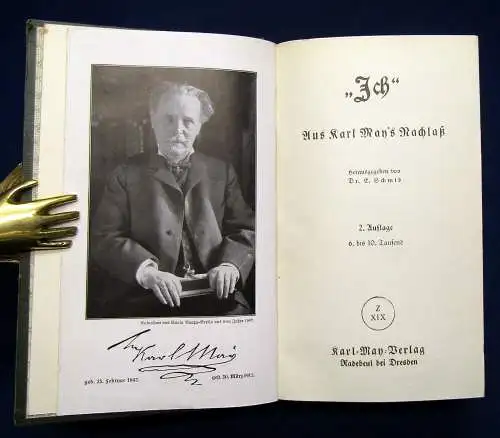 Karl May
geb. 25. Februar 1842. gest. 30. März 1912.
„Ich“
Aus Karl May's Nachlaß
Herausgegeben von
Dr. E. Schmid
2. Auflage
6. bis 10. Tausend
Z
XIX
Karl-May-Verlag
Radebeul bei Dresden